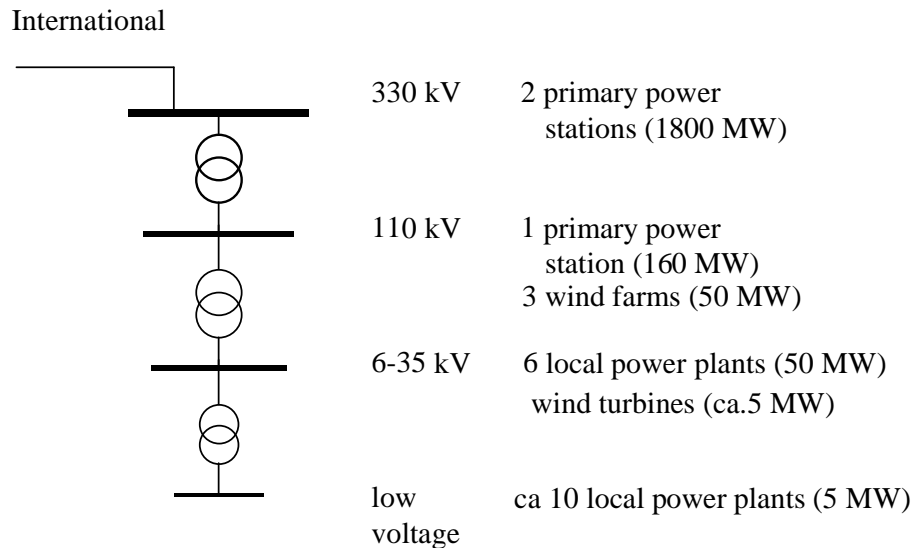 International
330 kV 2 primary power
stations (1800 MW)
110 kV 1 primary power
station (160 MW)
3 wind farms (50 MW)
6-35 kV 6 local power plants (50 MW)
wind turbines (ca.5 MW)
low ca 10 local power plants (5 MW)
voltage